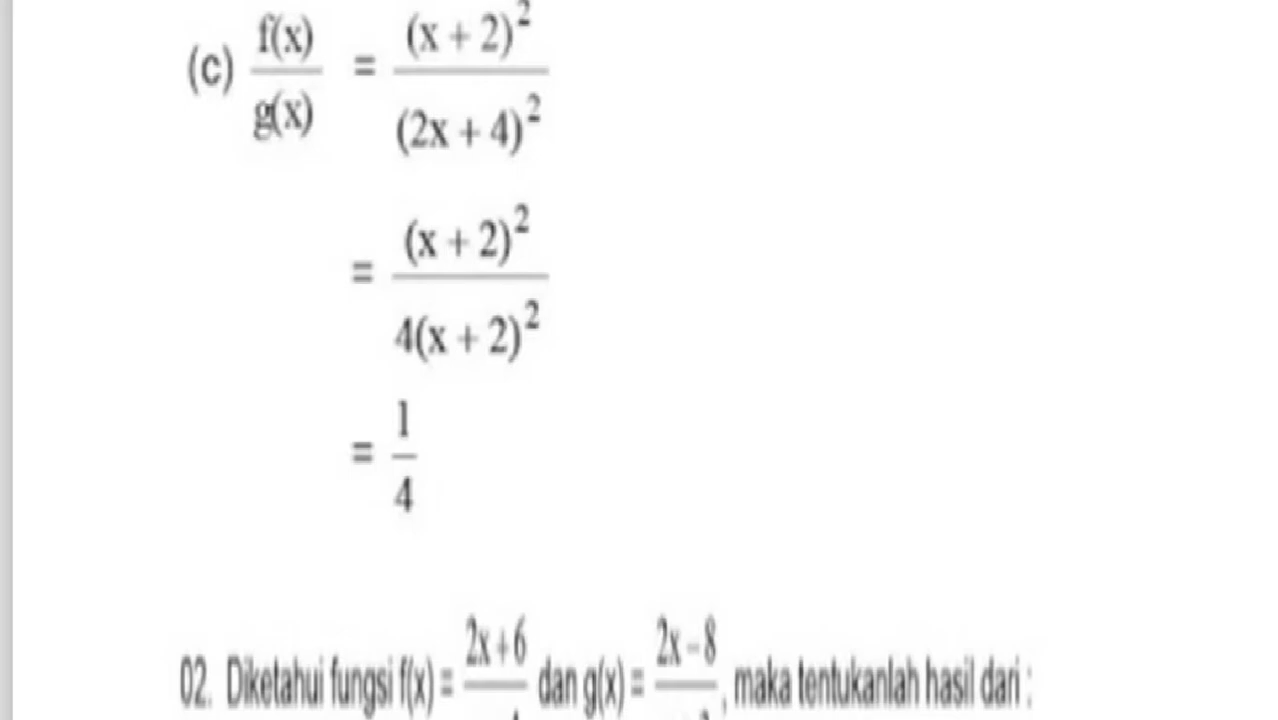 (c) f(x)/g(x) = (x + 2)²/(2x + 4)²
= (x + 2)²/4(x + 2)²
= 1/4
02. Diketahui fungsi f(x) = 2x + 6 dan g(x) = 2x – 8, maka tentukanlah hasil dari :